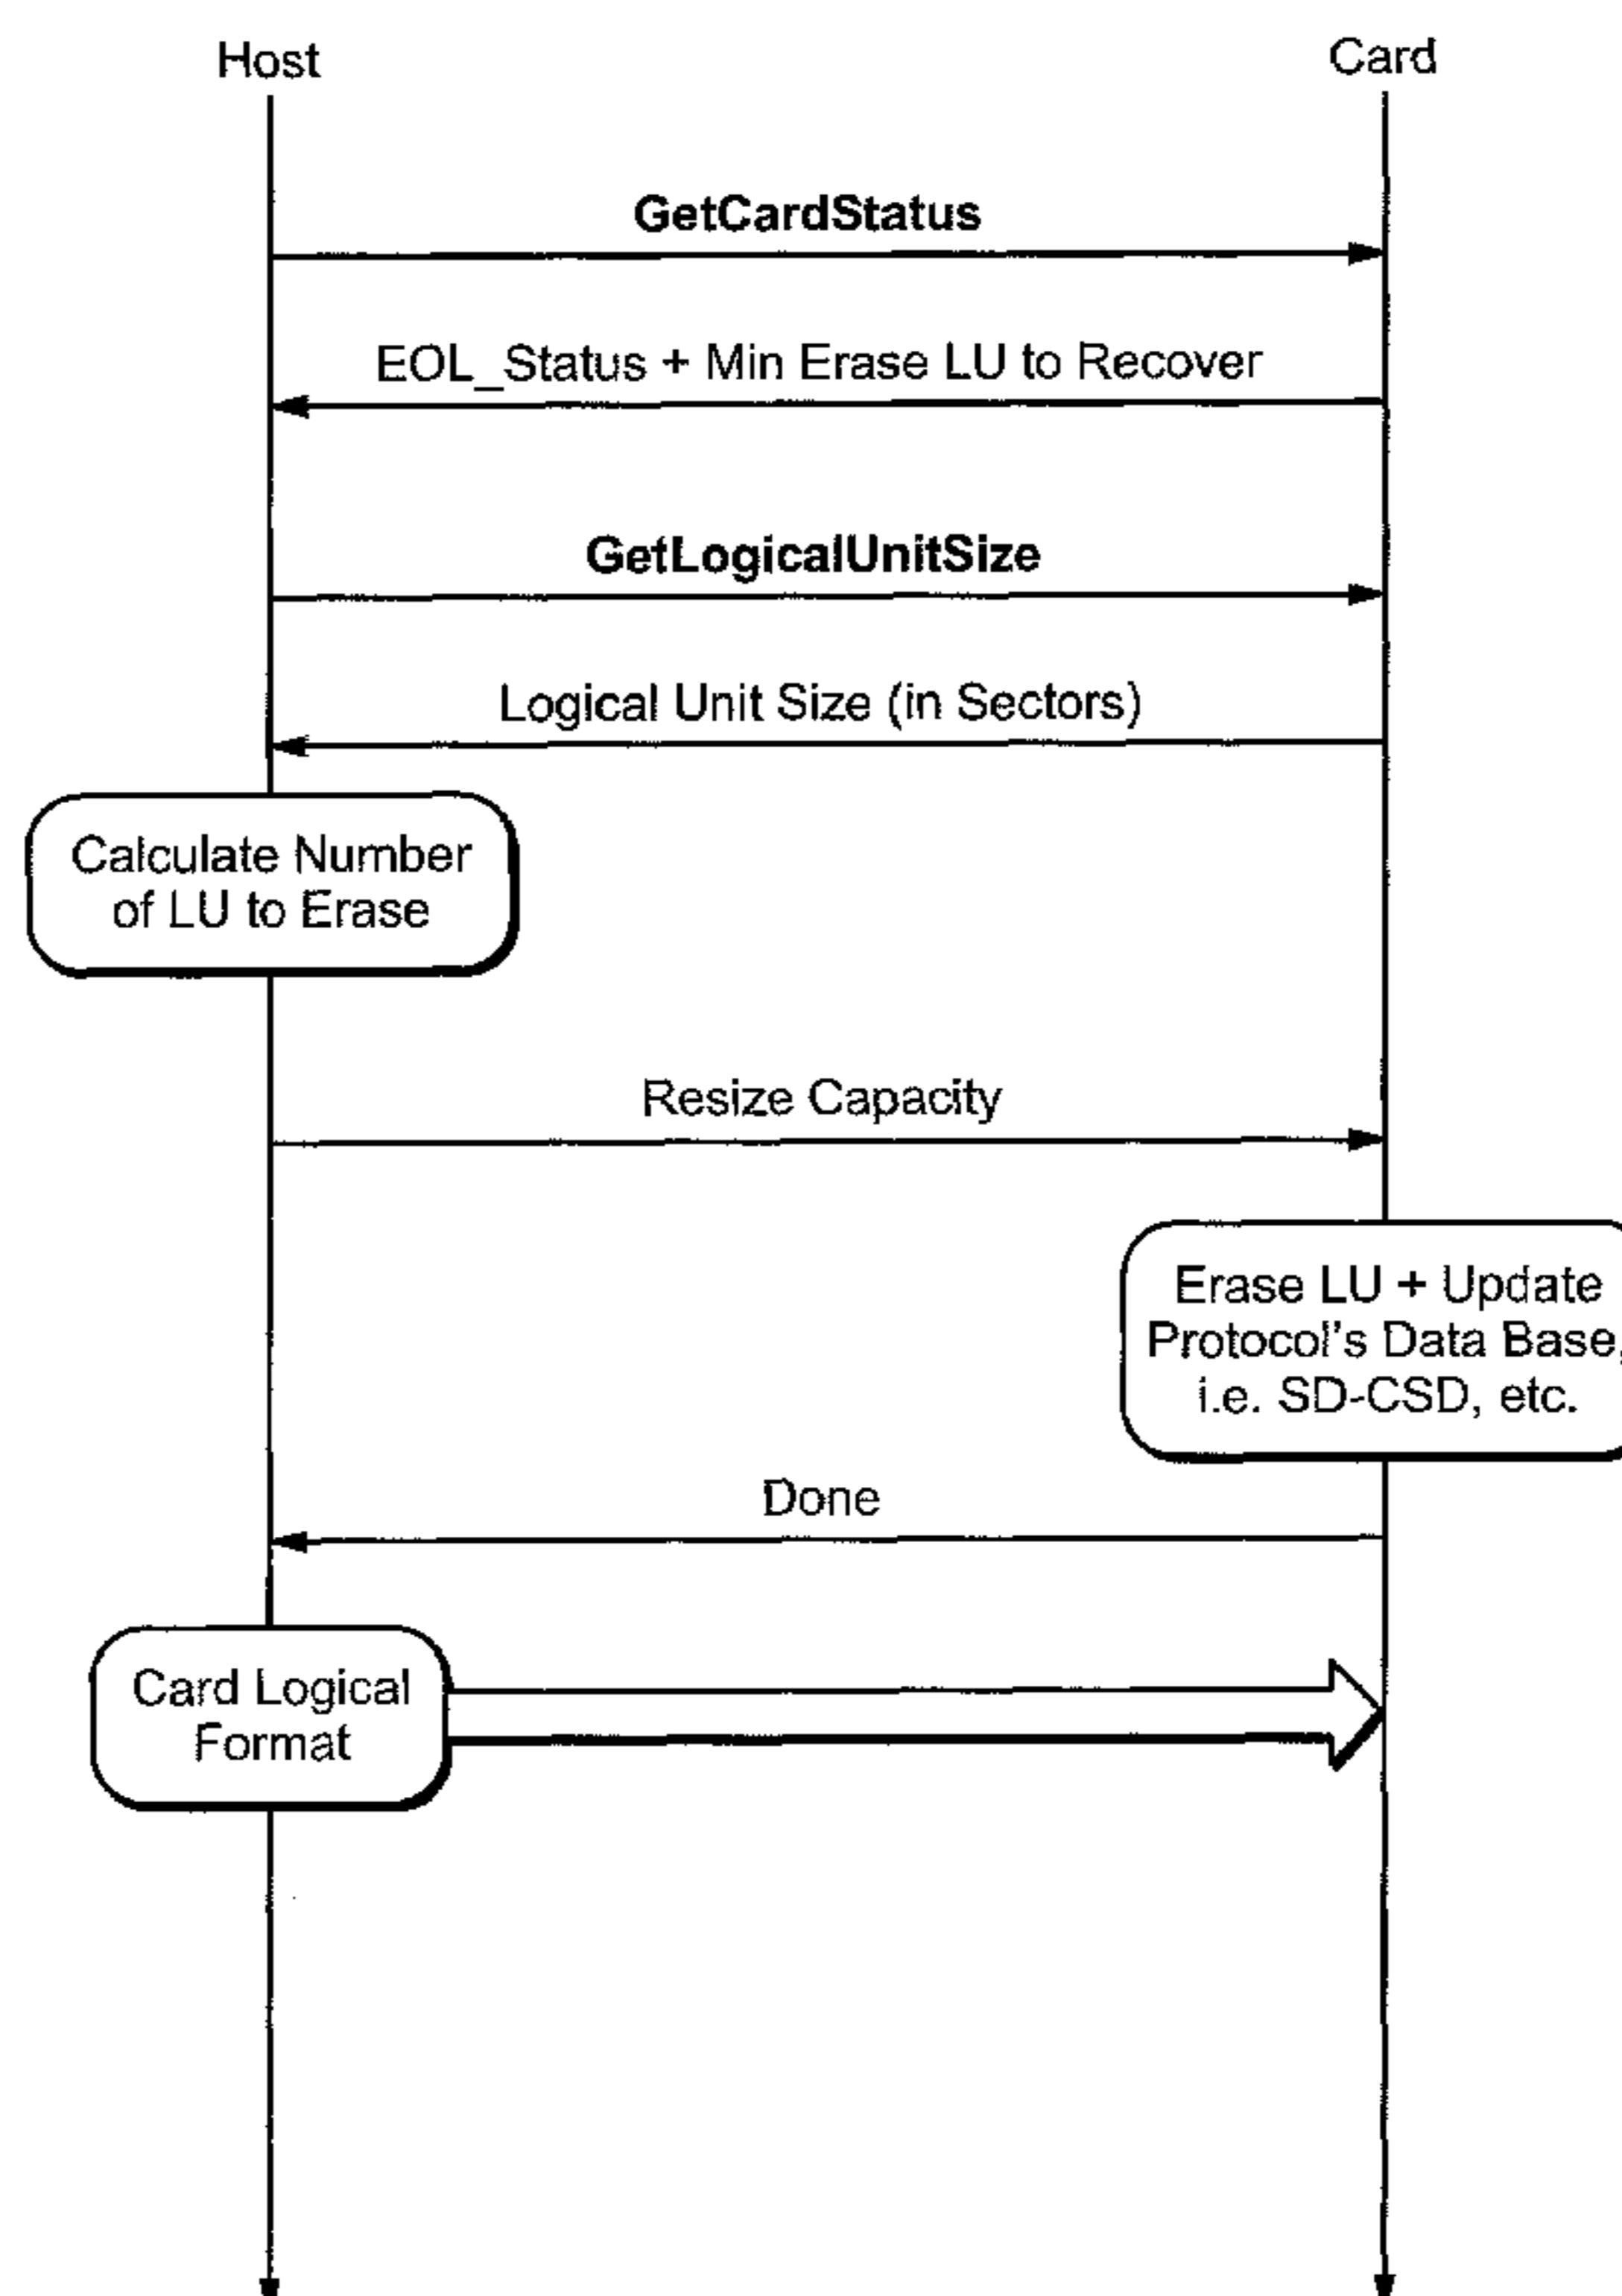 Host
Card
GetCardStatus
EOL_Status + Min Erase LU to Recover
GetLogicalUnitSize
Logical Unit Size (in Sectors)
Calculate Number
of LU to Erase
Resize Capacity
Erase LU + Update
Protocol's Data Base,
i.e. SD-CSD, etc.
Done
Card Logical
Format